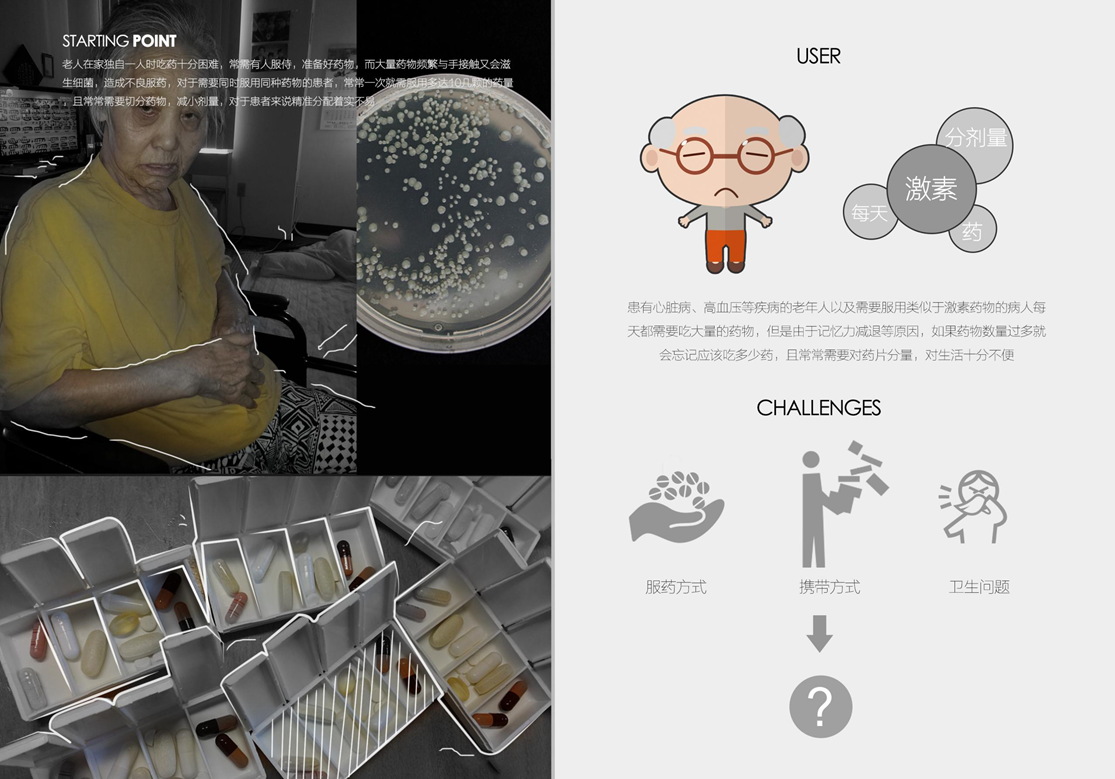 STARTING POINT
老人在家独自一人时吃药十分困难，常需有人服侍，准备好药物，而大量药物频繁与手接触又会滋
生细菌，造成不良服药，对于需要同时服用同种药物的患者，常常一次就需服用多达10几颗的药量
，且常常需要切分药物，减小剂量，对于患者来说精准分配着实不易
USER
分剂量
激素
每天
药
患有心脏病、高血压等疾病的老年人以及需要服用类似于激素药物的病人每
天都需要吃大量的药物，但是由于记忆力减退等原因，如果药物数量过多就
会忘记应该吃多少药，且常常需要对药片分量，对生活十分不便
CHALLENGES
服药方式
携带方式
卫生问题
?